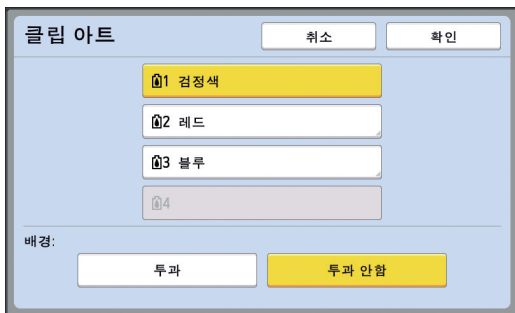 클립 아트 취소 확인
1 검정색
2 레드
3 블루
4
배경:
투과 투과 안함